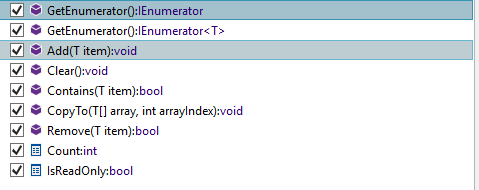 GetEnumerator():IEnumerator
GetEnumerator():IEnumerator<T>
Add(T item):void
Clear():void
Contains(T item):bool
CopyTo(T[] array, int arrayIndex):void
Remove(T item):bool
Count:int
IsReadOnly:bool